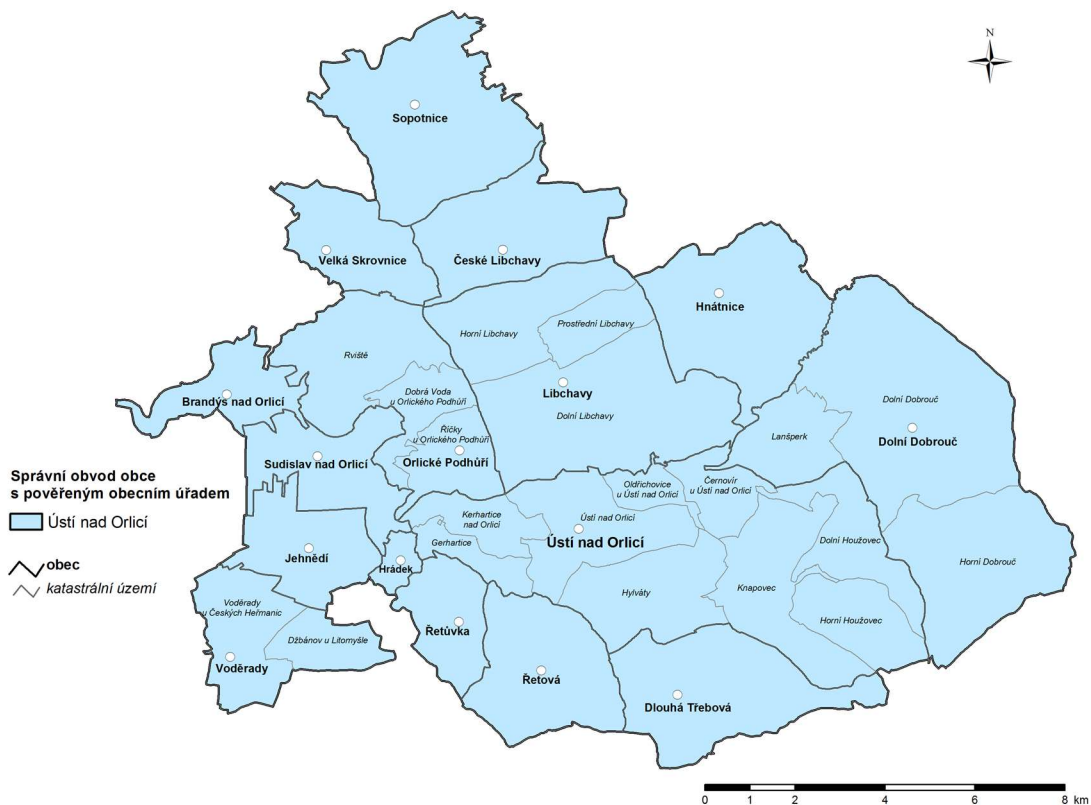 N
Sopotnice
Velká Skrovnice
České Libchavy
Hnátnice
Horní Libchavy
Prostřední Libchavy
Rviště
Libchavy
Dolní Libchavy
Dobrá Voda
u Orlického Podhůří
Brandýs nad Orlicí
Dolní Dobrouč
Dolní Dobrouč
Lanšperk
Říčky
u Orlického Podhůří
Orlické Podhůří
Sudislav nad Orlicí
Správní obvod obce
s pověřeným obecním úřadem
Ústí nad Orlicí
obec
katastrální území
Oldřichovice
u Ústí nad Orlicí
Černovír
u Ústí nad Orlicí
Kerhartice
nad Orlicí
Gerhartice
Ústí nad Orlicí
Ústí nad Orlicí
Dolní Houžovec
Horní Dobrouč
Jehnědí
Hrádek
Hylváty
Knapovec
Horní Houžovec
Voděrady
u Českých Heřmanic
Džbánov u Litomyšle
Voděrady
Řetůvka
Řetová
Dlouhá Třebová
0 1 2 4 6 8 km